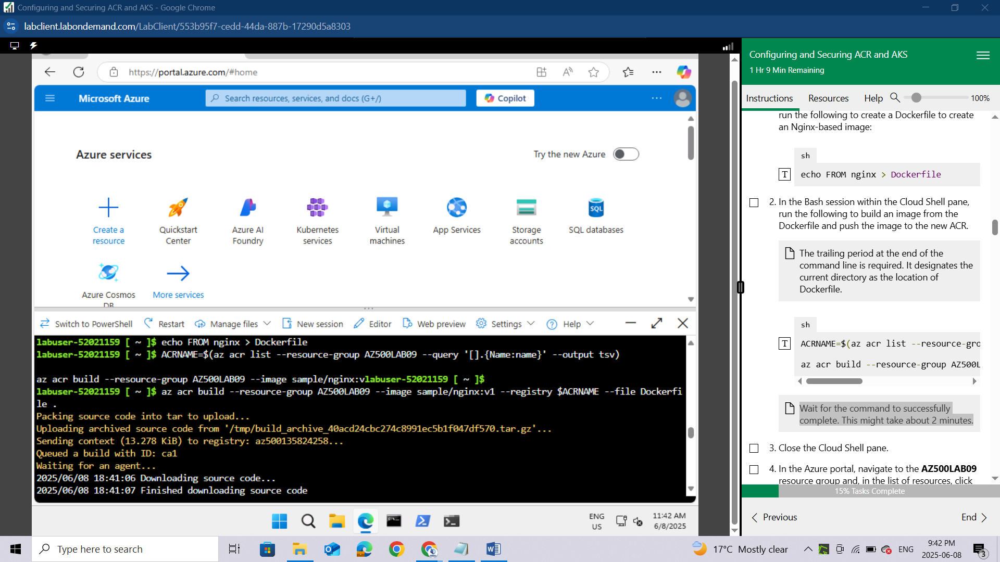 Configuring and Securing ACR and AKS - Google Chrome
labclient.labondemand.com/LabClient/553b95f7-cedd-44da-887b-17290d5a8303
https://portal.azure.com/#home
Microsoft Azure
Search resources, services, and docs (G+/)
Copilot
Azure services
Try the new Azure
Create a resource
Quickstart Center
Azure AI Foundry
Kubernetes services
Virtual machines
App Services
Storage accounts
SQL
SQL databases
Azure Cosmos DB
More services
Switch to PowerShell
Restart
Manage files
New session
Editor
Web preview
Settings
Help
labuser-52021159 [ ~ ]$ echo FROM nginx > Dockerfile
labuser-52021159 [ ~ ]$ ACRNAME=$(az acr list --resource-group AZ500LAB09 --query '[].{Name:name}' --output tsv)
az acr build --resource-group AZ500LAB09 --image sample/nginx:vlabuser-52021159 [ ~ ]$
labuser-52021159 [ ~ ]$ az acr build --resource-group AZ500LAB09 --image sample/nginx:v1 --registry $ACRNAME --file Dockerfi
le .
Packing source code into tar to upload...
Uploading archived source code from '/tmp/build_archive_40acd24cbc274c8991ec5b1f047df570.tar.gz'...
Sending context (13.278 KiB) to registry: az500135824258...
Queued a build with ID: ca1
Waiting for an agent...
2025/06/08 18:41:06 Downloading source code...
2025/06/08 18:41:07 Finished downloading source code
ENG
US
11:42 AM
6/8/2025
Configuring and Securing ACR and AKS
1 Hr 9 Min Remaining
Instructions
Resources
Help
100%
run the following to create a Dockerfile to create
an Nginx-based image:
sh
T
echo FROM nginx > Dockerfile
2. In the Bash session within the Cloud Shell pane,
run the following to build an image from the
Dockerfile and push the image to the new ACR.
The trailing period at the end of the
command line is required. It designates the
current directory as the location of
Dockerfile.
sh
T
ACRNAME=$(az acr list --resource-gro
az acr build --resource-group AZ500L
Wait for the command to successfully
complete. This might take about 2 minutes.
3. Close the Cloud Shell pane.
4. In the Azure portal, navigate to the AZ500LAB09
resource group and, in the list of resources, click
15% Tasks Complete
Previous
End
Type here to search
17°C Mostly clear
ENG
9:42 PM
2025-06-08
3